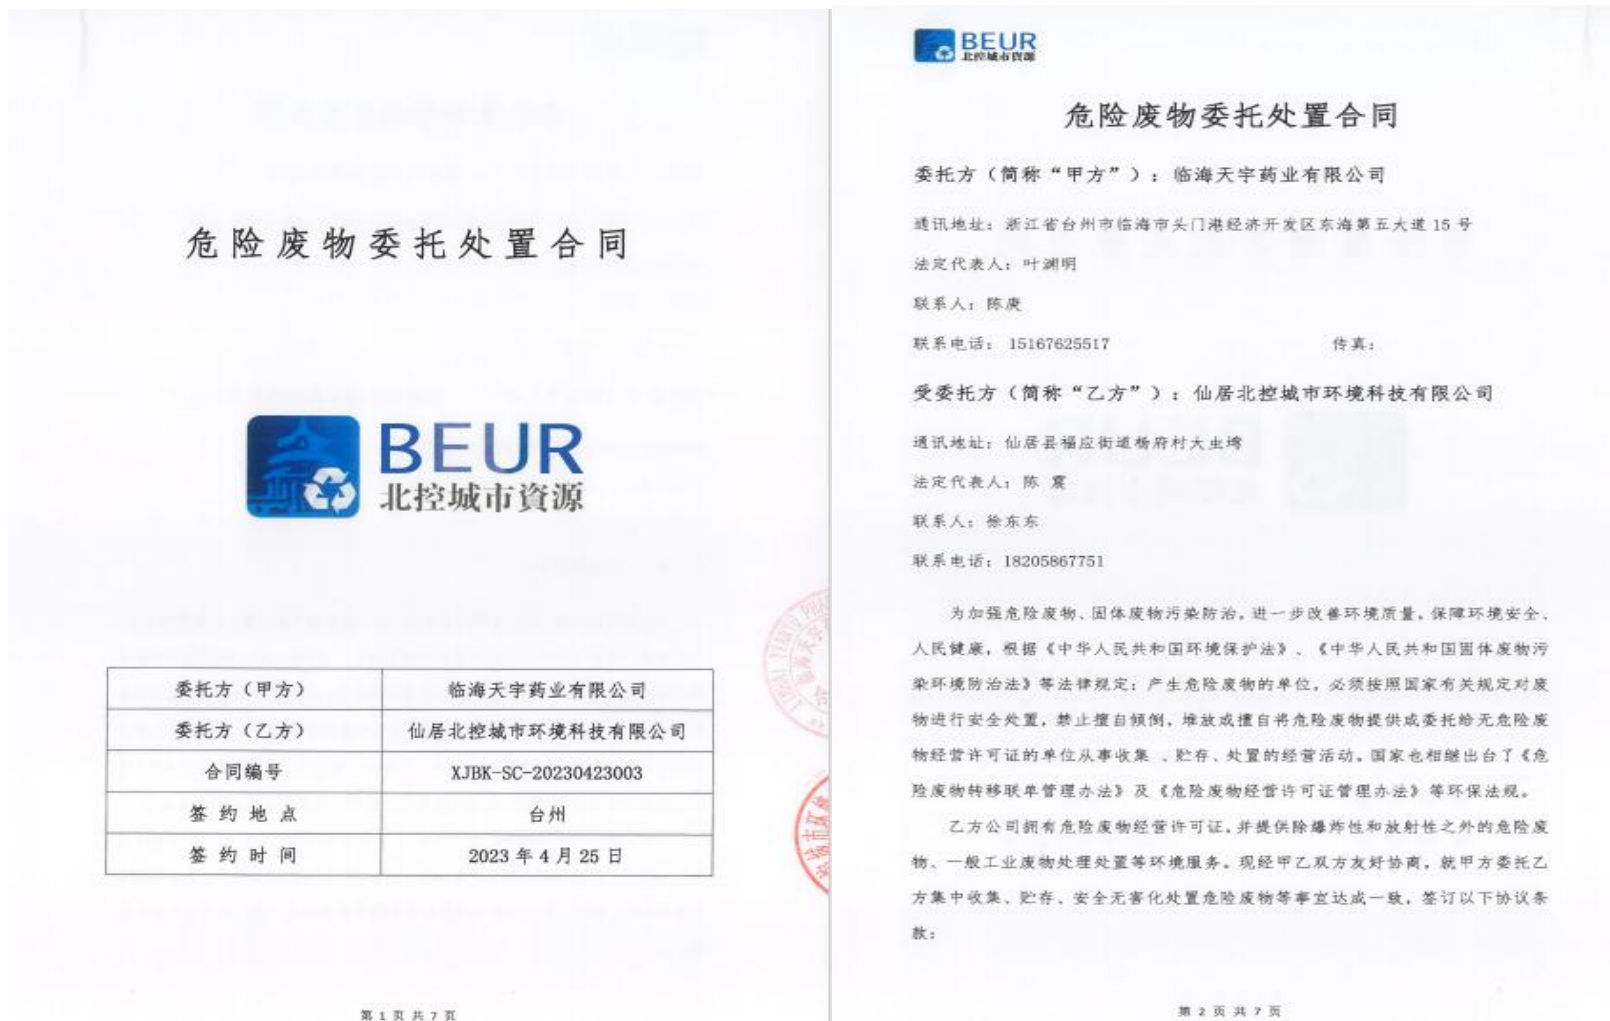 危险废物委托处置合同
BEUR
北控城市資源
委托方（甲方） 临海天宇药业有限公司
委托方（乙方） 仙居北控城市环境科技有限公司
合同编号 XJBK-SC-20230423003
签约地点 台州
签约时间 2023年4月25日
第1页共7页
BEUR
北控城市資源
危险废物委托处置合同
委托方（简称“甲方”）：临海天宇药业有限公司
通讯地址：浙江省台州市临海市头门港经济开发区东海第五大道15号
法定代表人：叶渊明
联系人：陈庚
联系电话：15167625517 传真：
受委托方（简称“乙方”）：仙居北控城市环境科技有限公司
通讯地址：仙居县福应街道杨府村大虫塆
法定代表人：陈 震
联系人：徐东东
联系电话：18205867751
为加强危险废物、固体废物污染防治，进一步改善环境质量，保障环境安全、
人民健康，根据《中华人民共和国环境保护法》、《中华人民共和国固体废物污
染环境防治法》等法律规定：产生危险废物的单位，必须按照国家有关规定对废
物进行安全处置，禁止擅自倾倒，堆放或擅自将危险废物提供或委托给无危险废
物经营许可证的单位从事收集 、贮存、处置的经营活动。国家也相继出台了《危
险废物转移联单管理办法》及《危险废物经营许可证管理办法》等环保法规。
乙方公司拥有危险废物经营许可证，并提供除爆炸性和放射性之外的危险废
物、一般工业废物处理处置等环境服务。现经甲乙双方友好协商，就甲方委托乙
方集中收集、贮存、安全无害化处置危险废物等事宜达成一致，签订以下协议条
款：
第2页共7页